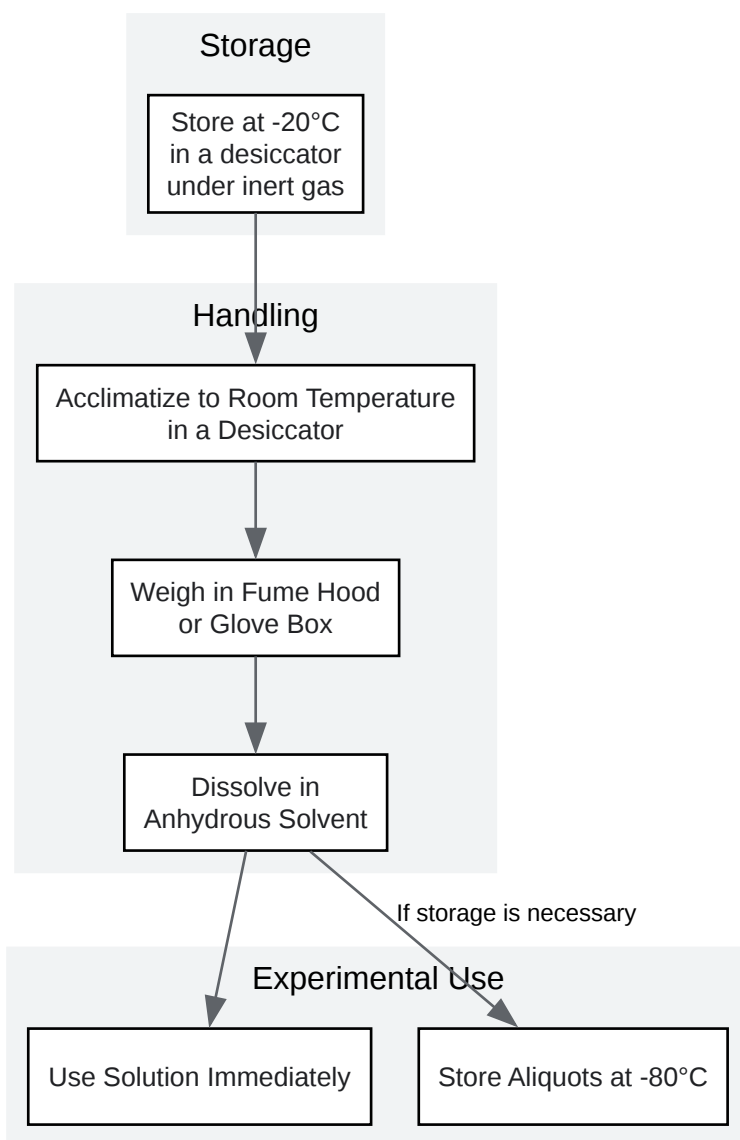 Storage
Store at -20°C
in a desiccator
under inert gas
Handling
Acclimatize to Room Temperature
in a Desiccator
Weigh in Fume Hood
or Glove Box
Dissolve in
Anhydrous Solvent
If storage is necessary
Experimental Use
Use Solution Immediately
Store Aliquots at -80°C